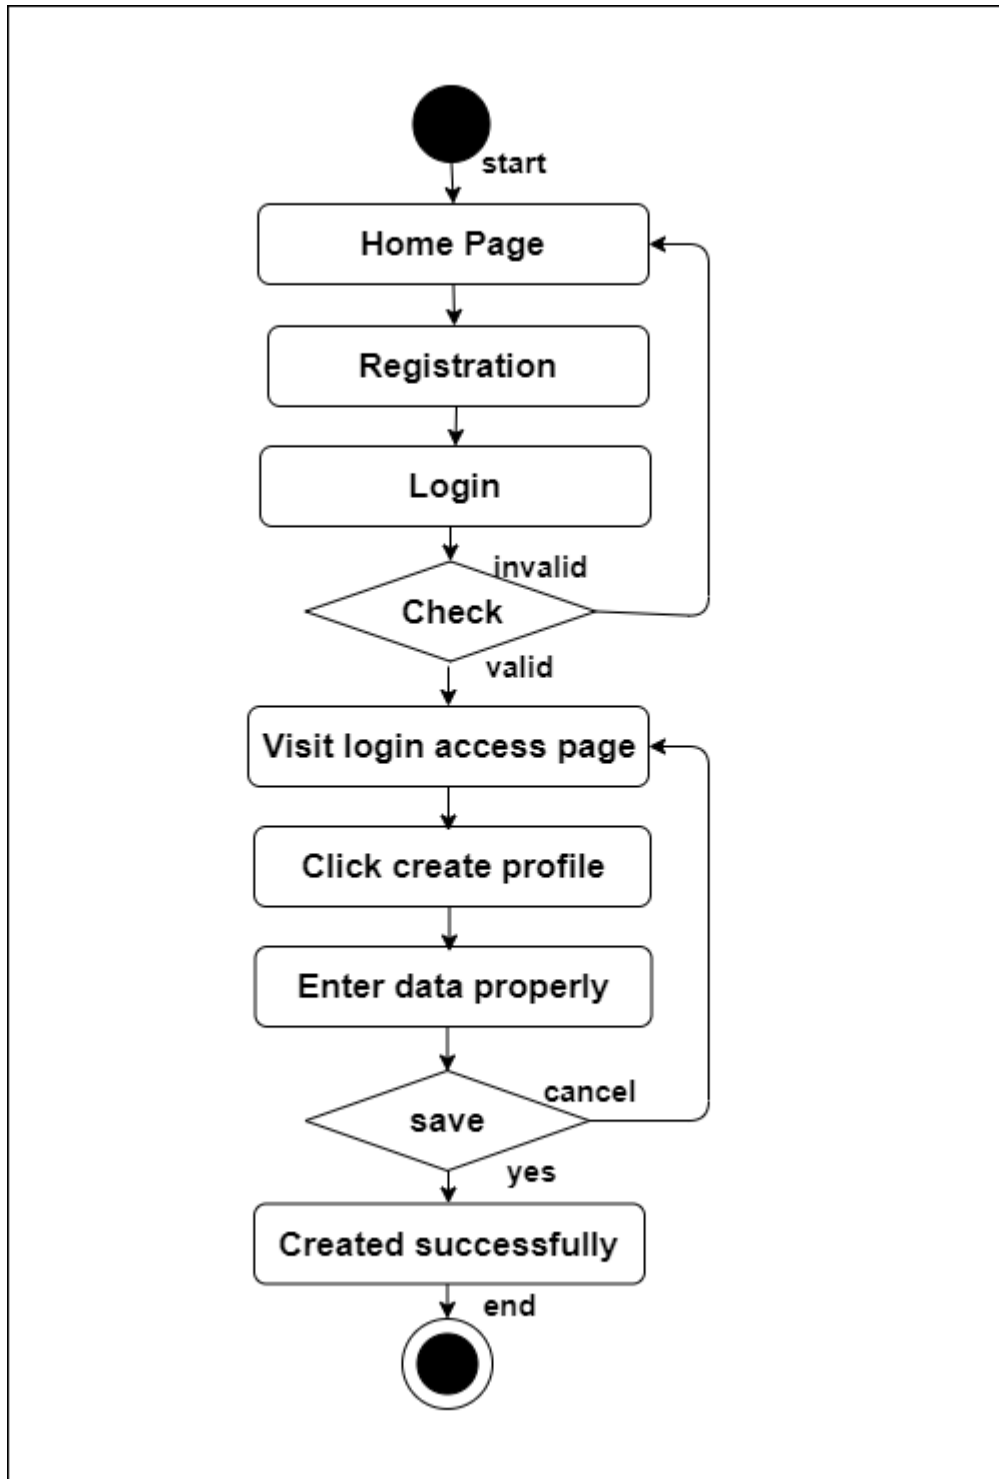 start
Home Page
Registration
Login
invalid
Check
valid
Visit login access page
Click create profile
Enter data properly
cancel
save
yes
Created successfully
end